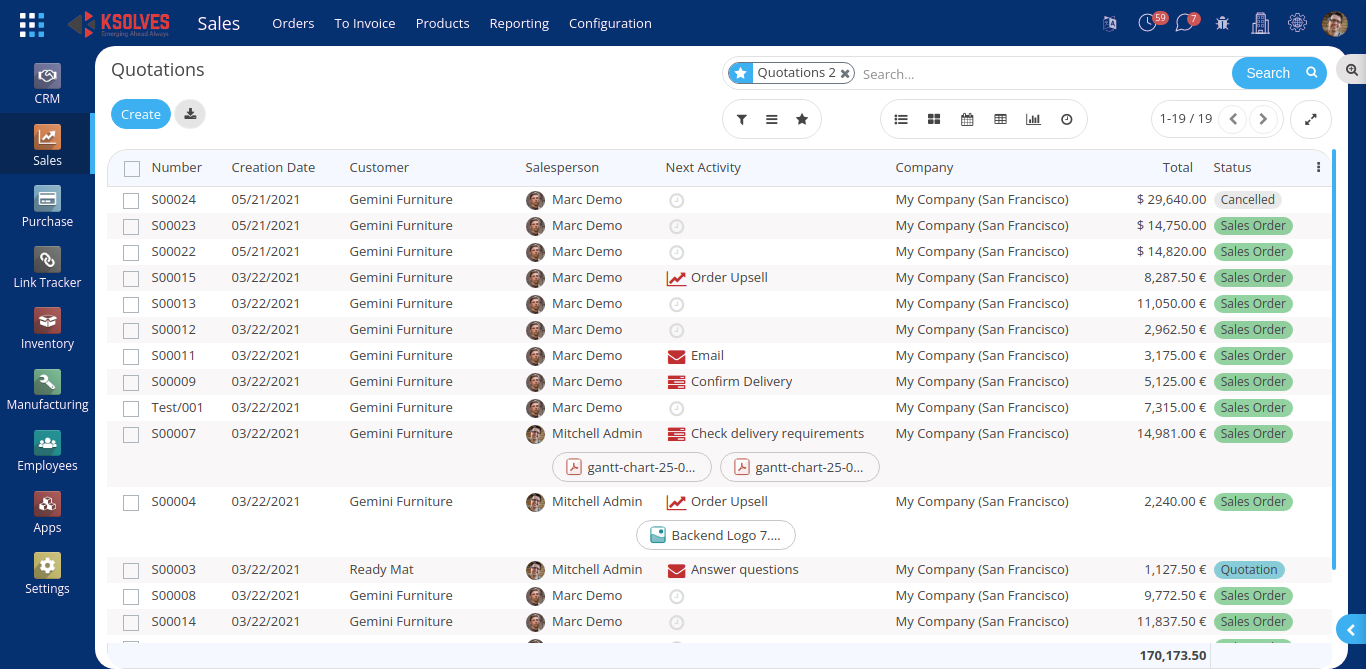 KSOLVES
Emerging Ahead Always
Sales Orders To Invoice Products Reporting Configuration 59 7
CRM
Sales
Purchase
Link Tracker
Inventory
Manufacturing
Employees
Apps
Settings
Quotations
Quotations 2 Search... Search
Create
1-19 / 19
Number Creation Date Customer Salesperson Next Activity Company Total Status
S00024 05/21/2021 Gemini Furniture Marc Demo My Company (San Francisco) $ 29,640.00 Cancelled
S00023 05/21/2021 Gemini Furniture Marc Demo My Company (San Francisco) $ 14,750.00 Sales Order
S00022 05/21/2021 Gemini Furniture Marc Demo My Company (San Francisco) $ 14,820.00 Sales Order
S00015 03/22/2021 Gemini Furniture Marc Demo Order Upsell My Company (San Francisco) 8,287.50 € Sales Order
S00013 03/22/2021 Gemini Furniture Marc Demo My Company (San Francisco) 11,050.00 € Sales Order
S00012 03/22/2021 Gemini Furniture Marc Demo My Company (San Francisco) 2,962.50 € Sales Order
S00011 03/22/2021 Gemini Furniture Marc Demo Email My Company (San Francisco) 3,175.00 € Sales Order
S00009 03/22/2021 Gemini Furniture Marc Demo Confirm Delivery My Company (San Francisco) 5,125.00 € Sales Order
Test/001 03/22/2021 Gemini Furniture Marc Demo My Company (San Francisco) 7,315.00 € Sales Order
S00007 03/22/2021 Gemini Furniture Mitchell Admin Check delivery requirements My Company (San Francisco) 14,981.00 € Sales Order
gantt-chart-25-0... gantt-chart-25-0...
S00004 03/22/2021 Gemini Furniture Mitchell Admin Order Upsell My Company (San Francisco) 2,240.00 € Sales Order
Backend Logo 7....
S00003 03/22/2021 Ready Mat Mitchell Admin Answer questions My Company (San Francisco) 1,127.50 € Quotation
S00008 03/22/2021 Gemini Furniture Marc Demo My Company (San Francisco) 9,772.50 € Sales Order
S00014 03/22/2021 Gemini Furniture Marc Demo My Company (San Francisco) 11,837.50 € Sales Order
170,173.50